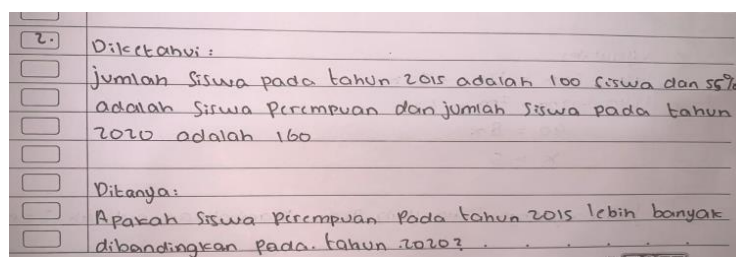 2. Diketahui :
jumlah siswa pada tahun 2015 adalah 100 siswa dan 55%
adalah siswa perempuan dan jumlah siswa pada tahun
2020 adalah 160
Ditanya:
Apakah siswa perempuan pada tahun 2015 lebih banyak
dibandingkan pada. tahun 2020? . . . . . .